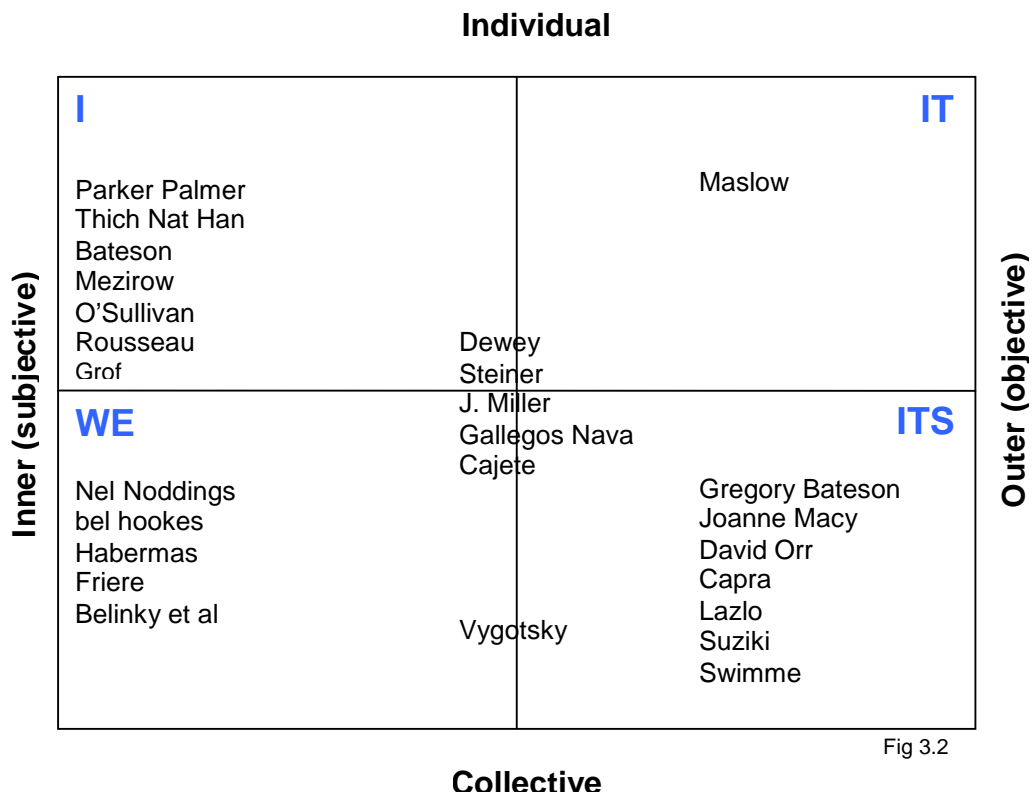 Individual
I
IT
Parker Palmer
Thich Nat Han
Bateson
Mezirow
O'Sullivan
Rousseau
Grof
Maslow
Dewey
Steiner
J. Miller
Gallegos Nava
Cajete
WE
ITS
Nel Noddings
bel hookes
Habermas
Friere
Belinky et al
Vygotsky
Gregory Bateson
Joanne Macy
David Orr
Capra
Lazlo
Suziki
Swimme
Inner (subjective)
Outer (objective)
Fig 3.2
Collective